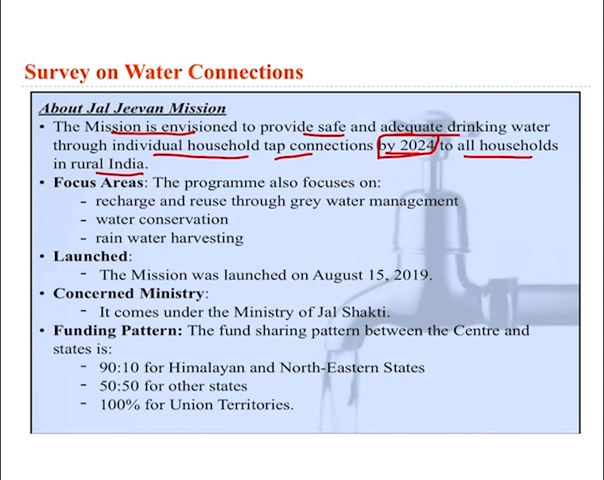 Survey on Water Connections
About Jal Jeevan Mission
• The Mission is envisioned to provide safe and adequate drinking water
through individual household tap connections by 2024 to all households
in rural India.
• Focus Areas: The programme also focuses on:
- recharge and reuse through grey water management
- water conservation
- rain water harvesting
• Launched:
- The Mission was launched on August 15, 2019.
• Concerned Ministry:
- It comes under the Ministry of Jal Shakti.
• Funding Pattern: The fund sharing pattern between the Centre and
states is:
- 90:10 for Himalayan and North-Eastern States
- 50:50 for other states
- 100% for Union Territories.